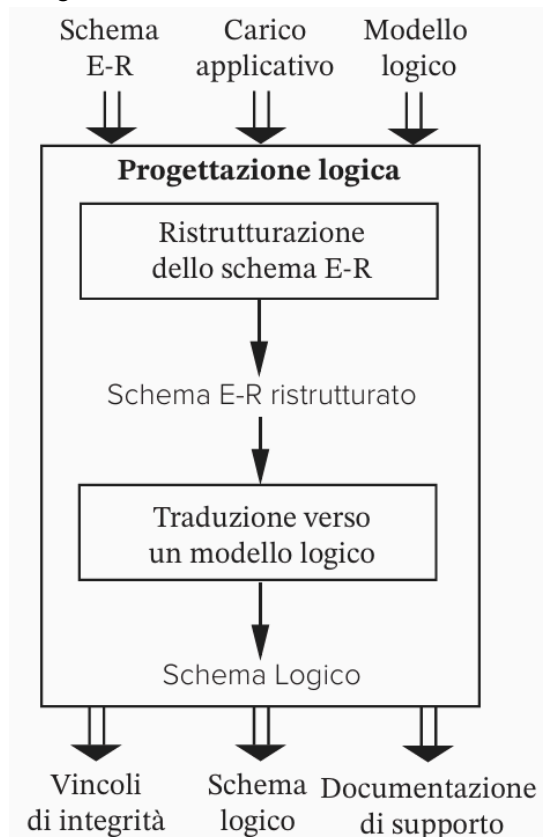 Schema
E-R
Carico
applicativo
Modello
logico
Progettazione logica
Ristrutturazione
dello schema E-R
Schema E-R ristrutturato
Traduzione verso
un modello logico
Schema Logico
Vincoli
di integrità
Schema
logico
Documentazione
di supporto